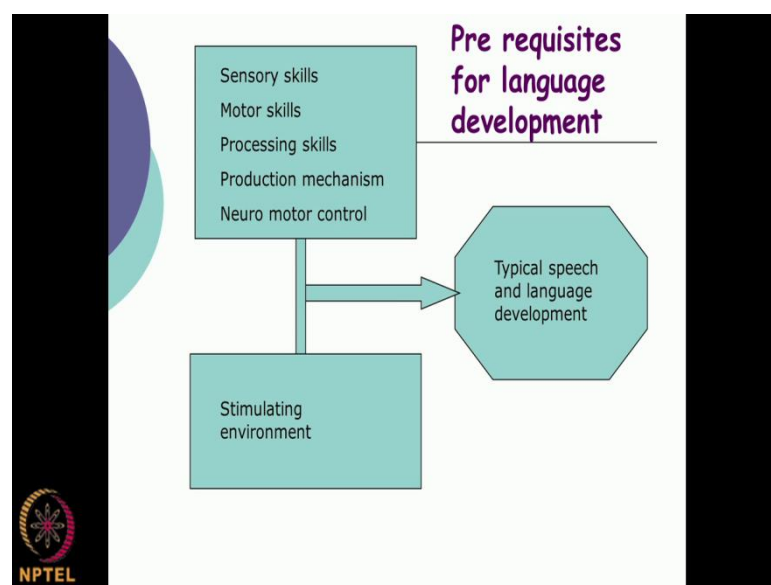 Pre requisites
for language
development
Sensory skills
Motor skills
Processing skills
Production mechanism
Neuro motor control
Typical speech
and language
development
Stimulating
environment
NPTEL